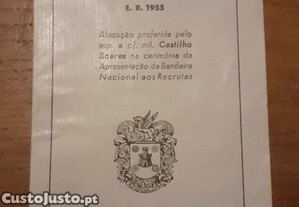 E. R. 1955
Alocução proferida pelo
asp. a of. mil. Castilho
Soares na cerimónia da
Apresentação da Bandeira
Nacional aos Recrutas
CustoJusto.pt